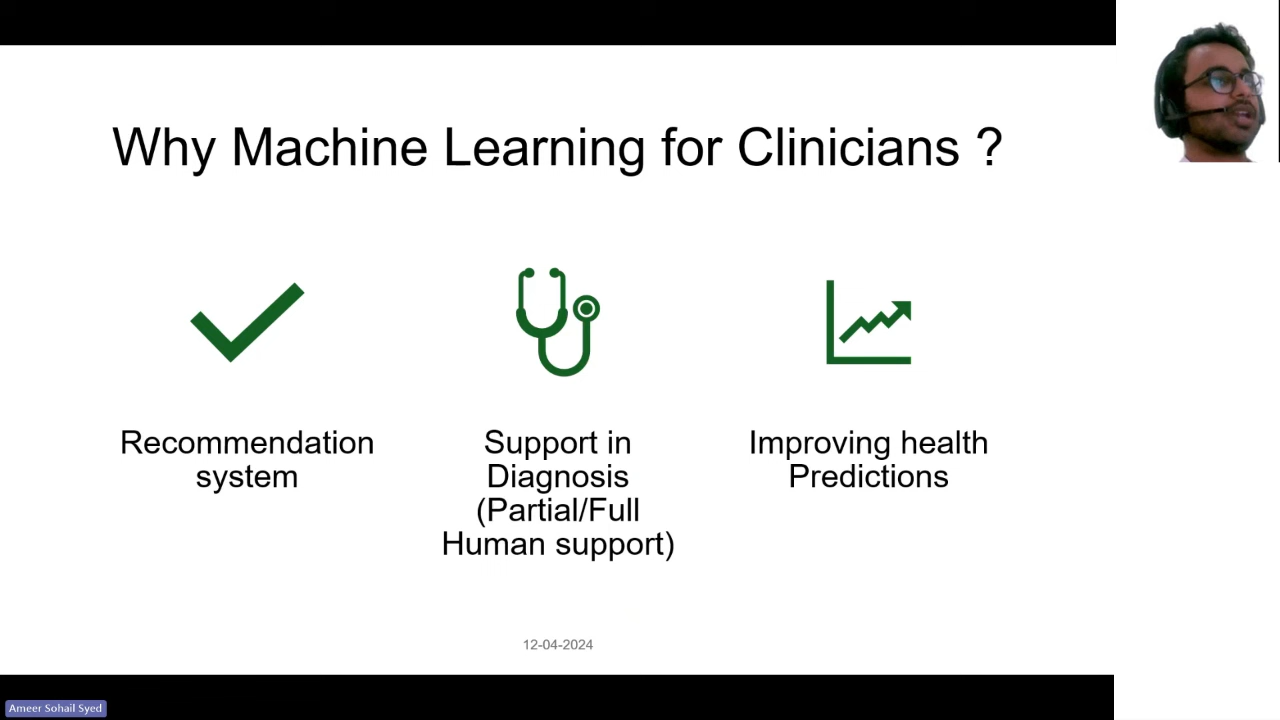 Why Machine Learning for Clinicians ?
Recommendation
system
Support in
Diagnosis
(Partial/Full
Human support)
Improving health
Predictions
12-04-2024
Ameer Sohail Syed